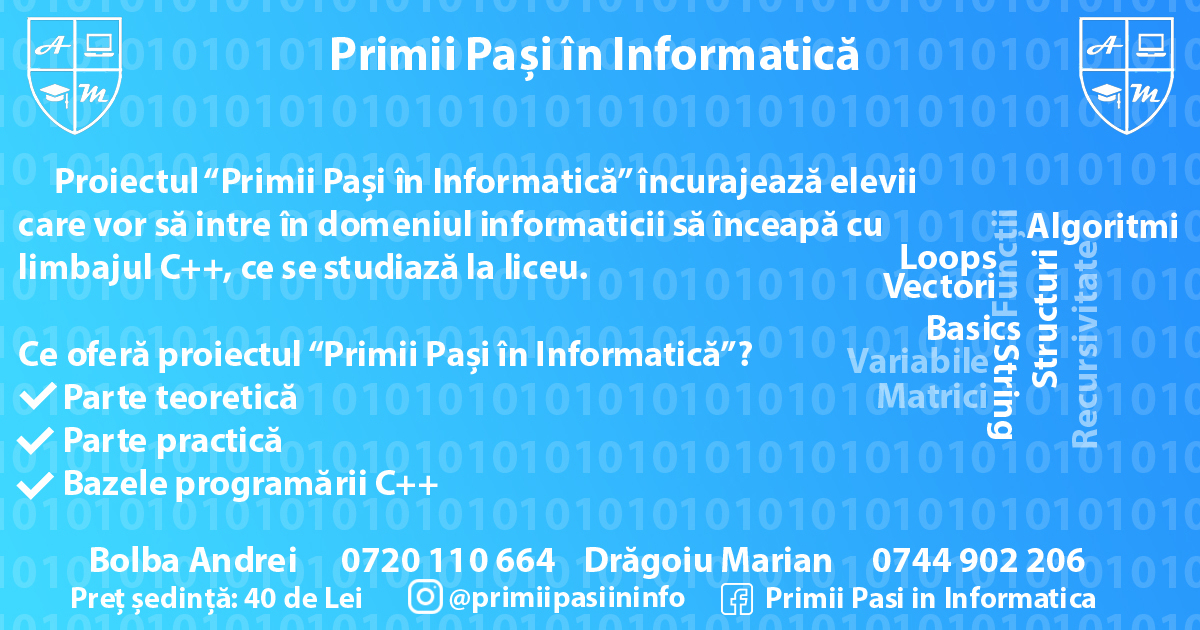 Primii Pași în Informatică
A
M
A
M
Proiectul “Primii Pași în Informatică” încurajează elevii
care vor să intre în domeniul informaticii să înceapă cu
limbajul C++, ce se studiază la liceu.
Algoritmi
Funcții
Loops
Vectori
Structuri
Recursivitate
Basics
String
Variabile
Matrici
Ce oferă proiectul “Primii Pași în Informatică”?
Parte teoretică
Parte practică
Bazele programării C++
Bolba Andrei 0720 110 664 Drăgoiu Marian 0744 902 206
Preț ședință: 40 de Lei @primiipasiininfo Primii Pasi in Informatica